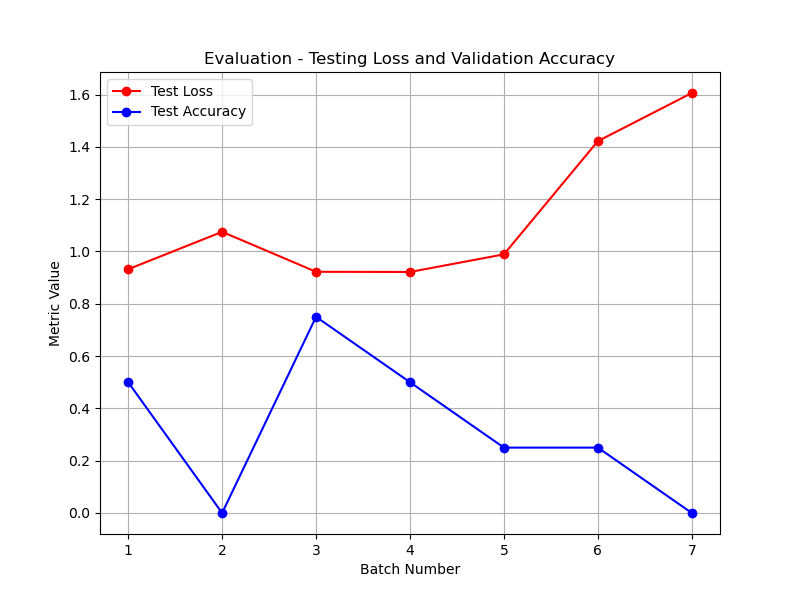 Evaluation - Testing Loss and Validation Accuracy
Test Loss
Test Accuracy
1.6
1.4
1.2
1.0
0.8
0.6
0.4
0.2
0.0
Metric Value
1 2 3 4 5 6 7
Batch Number